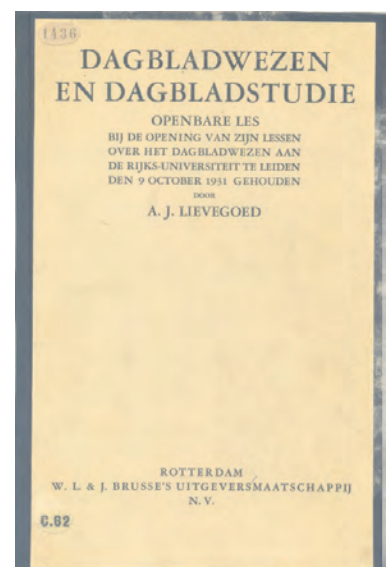 1436
DAGBLADWEZEN
EN DAGBLADSTUDIE
OPENBARE LES
BIJ DE OPENING VAN ZIJN LESSEN
OVER HET DAGBLADWEZEN AAN
DE RIJKS-UNIVERSITEIT TE LEIDEN
DEN 9 OCTOBER 1931 GEHOUDEN
DOOR
A. J. LIEVEGOED
ROTTERDAM
W. L. & J. BRUSSE'S UITGEVERSMAATSCHAPPIJ
N. V.
C.62